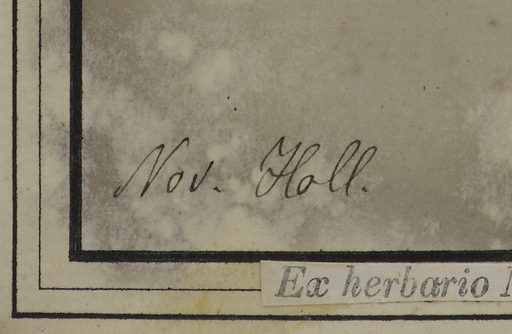 Nov. Holl.
Ex herbario